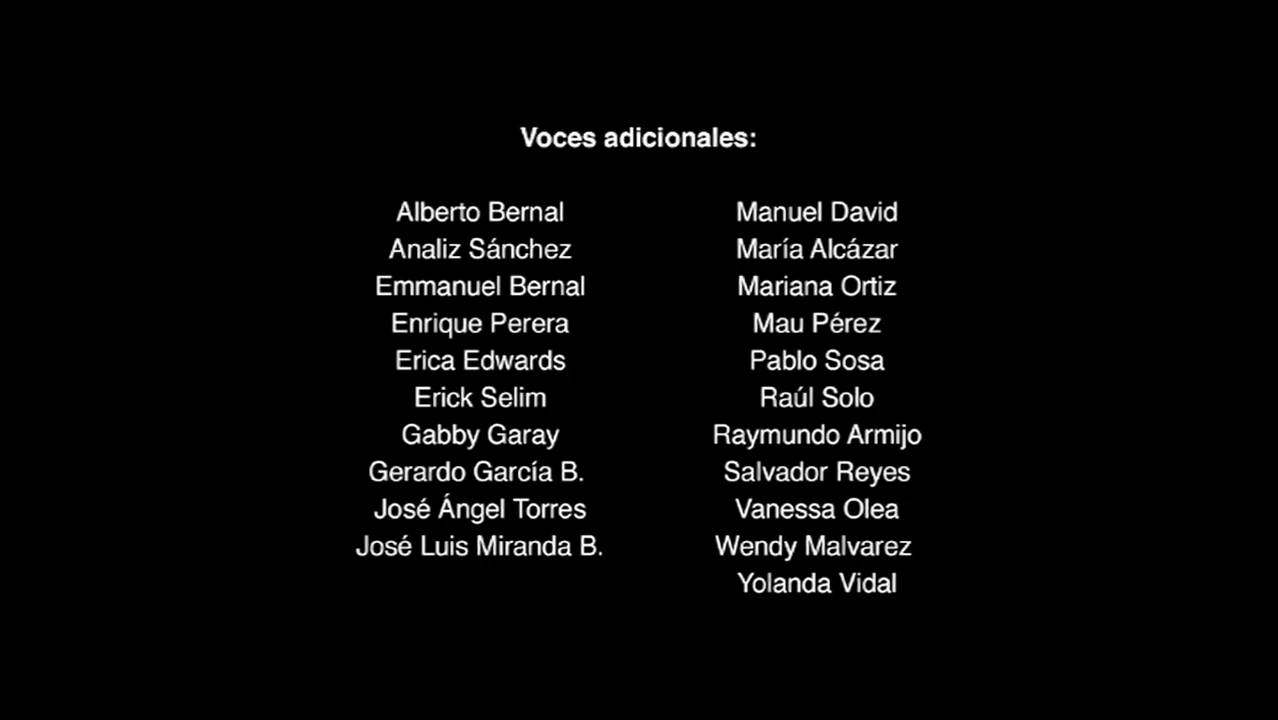 Voces adicionales:
Alberto Bernal
Analiz Sánchez
Emmanuel Bernal
Enrique Perera
Erica Edwards
Erick Selim
Gabby Garay
Gerardo García B.
José Ángel Torres
José Luis Miranda B.
Manuel David
María Alcázar
Mariana Ortiz
Mau Pérez
Pablo Sosa
Raúl Solo
Raymundo Armijo
Salvador Reyes
Vanessa Olea
Wendy Malvarez
Yolanda Vidal